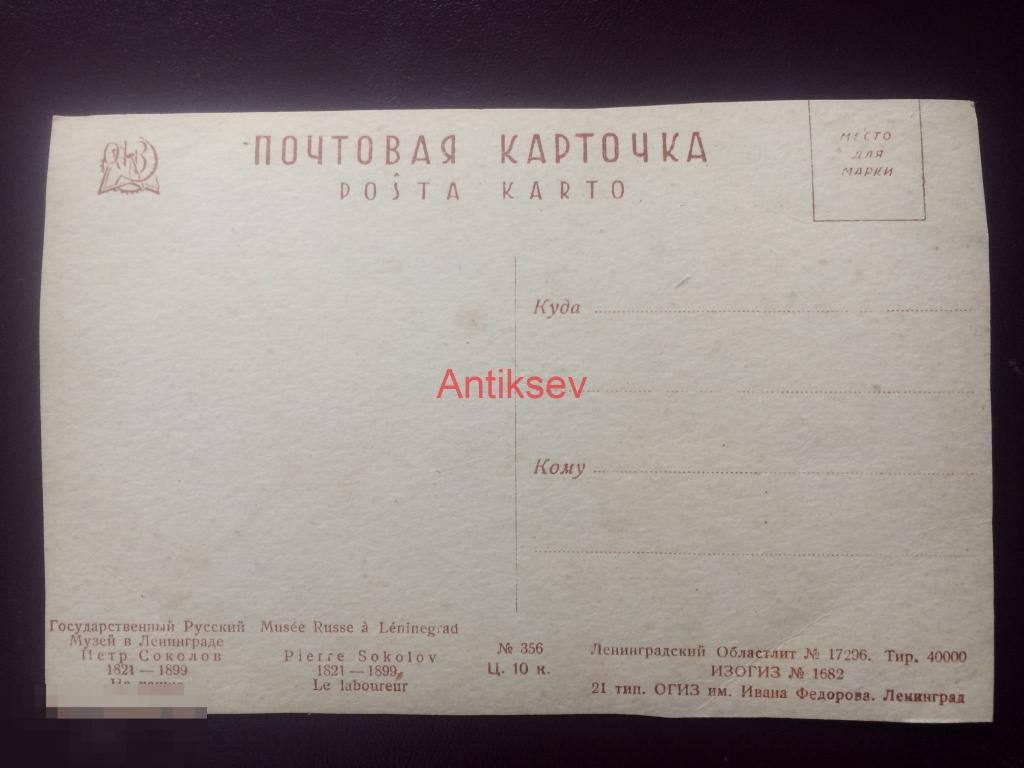 ПОЧТОВАЯ КАРТОЧКА
POŜTA KARTO
МЕСТО
ДЛЯ
МАРКИ
Куда
Antiksev
Кому
Государственный Русский
Музей в Ленинграде
Петр Соколов
1821—1899
Musée Russe à Léninegrad
Pierre Sokolov
1821—1899
Le laboureur
№ 356
Ц. 10 к.
Ленинградский Областлит № 17296. Тир. 40000
ИЗОГИЗ № 1682
21 тип. ОГИЗ им. Ивана Федорова. Ленинград